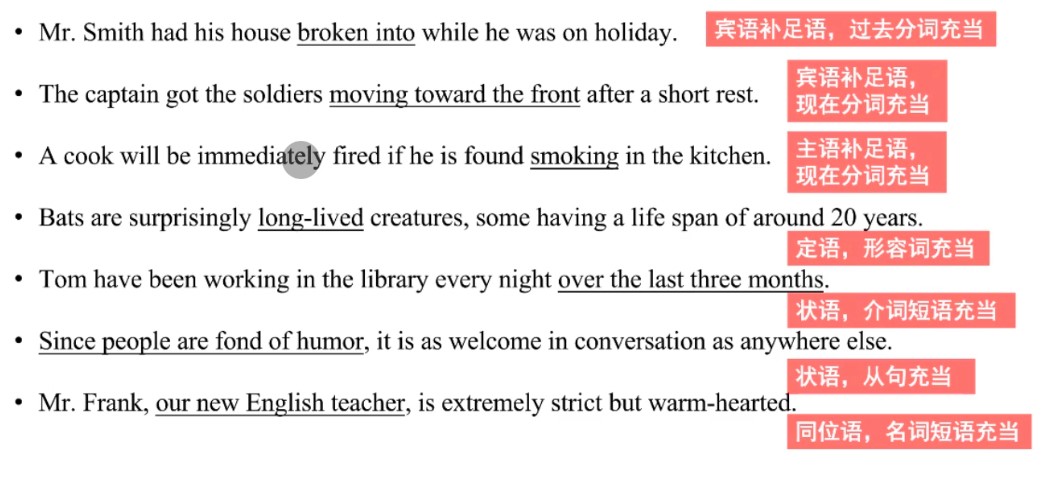 • Mr. Smith had his house broken into while he was on holiday. 宾语补足语，过去分词充当
• The captain got the soldiers moving toward the front after a short rest. 宾语补足语，
现在分词充当
• A cook will be immediately fired if he is found smoking in the kitchen. 主语补足语，
现在分词充当
• Bats are surprisingly long-lived creatures, some having a life span of around 20 years.
定语，形容词充当
• Tom have been working in the library every night over the last three months.
状语，介词短语充当
• Since people are fond of humor, it is as welcome in conversation as anywhere else.
状语，从句充当
• Mr. Frank, our new English teacher, is extremely strict but warm-hearted.
同位语，名词短语充当